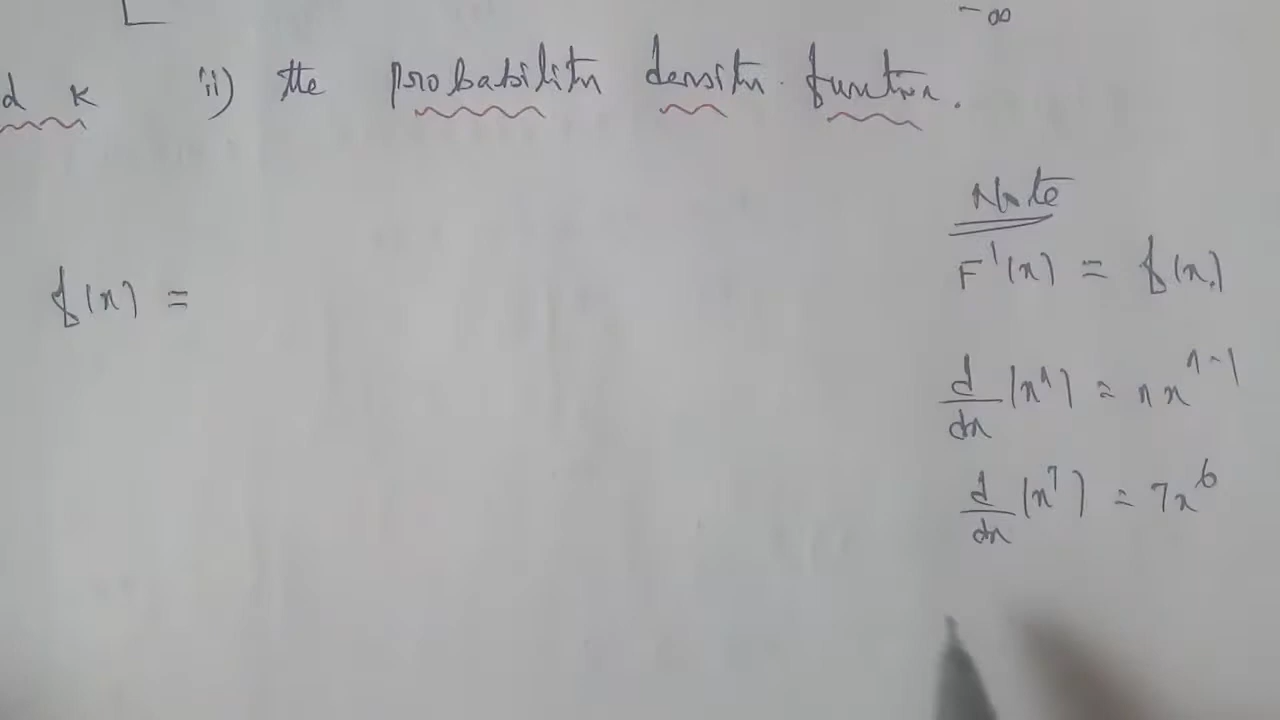 -∞
d K ii) the probability density function.
Note
F'(x) = f(x)
f(x) =
d/dx (xⁿ) = n xⁿ⁻¹
d/dx (x⁷) = 7x⁶